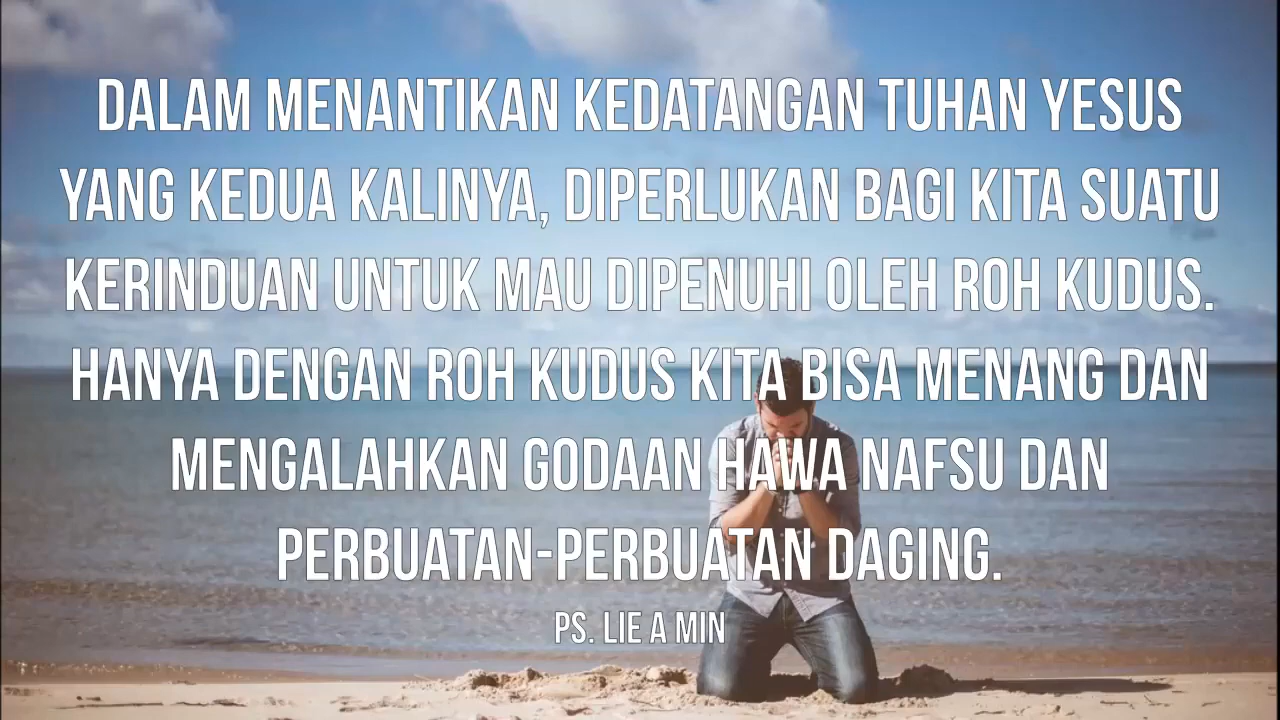 DALAM MENANTIKAN KEDATANGAN TUHAN YESUS
YANG KEDUA KALINYA, DIPERLUKAN BAGI KITA SUATU
KERINDUAN UNTUK MAU DIPENUHI OLEH ROH KUDUS.
HANYA DENGAN ROH KUDUS KITA BISA MENANG DAN
MENGALAHKAN GODAAN HAWA NAFSU DAN
PERBUATAN-PERBUATAN DAGING.
PS. LIE A MIN